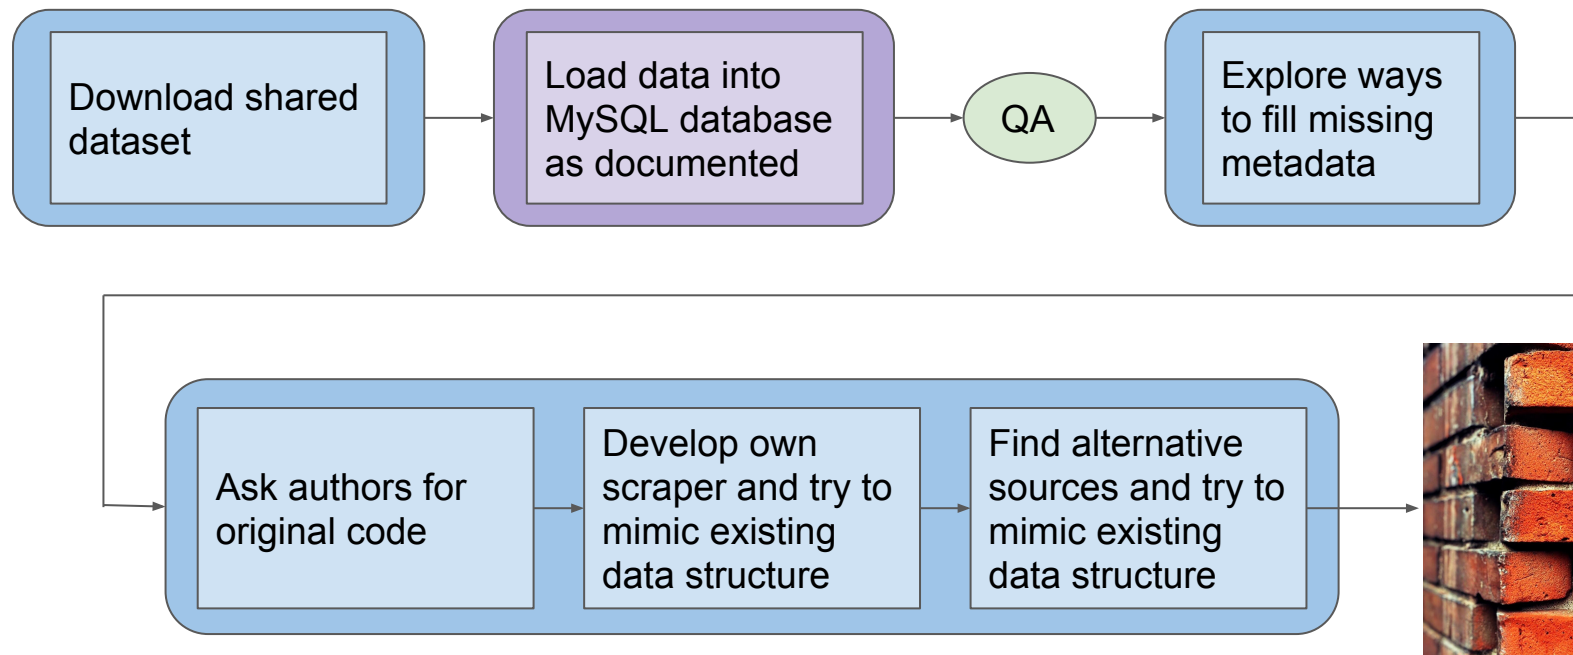 Download shared
dataset
Load data into
MySQL database
as documented
QA
Explore ways
to fill missing
metadata
Ask authors for
original code
Develop own
scraper and try to
mimic existing
data structure
Find alternative
sources and try to
mimic existing
data structure